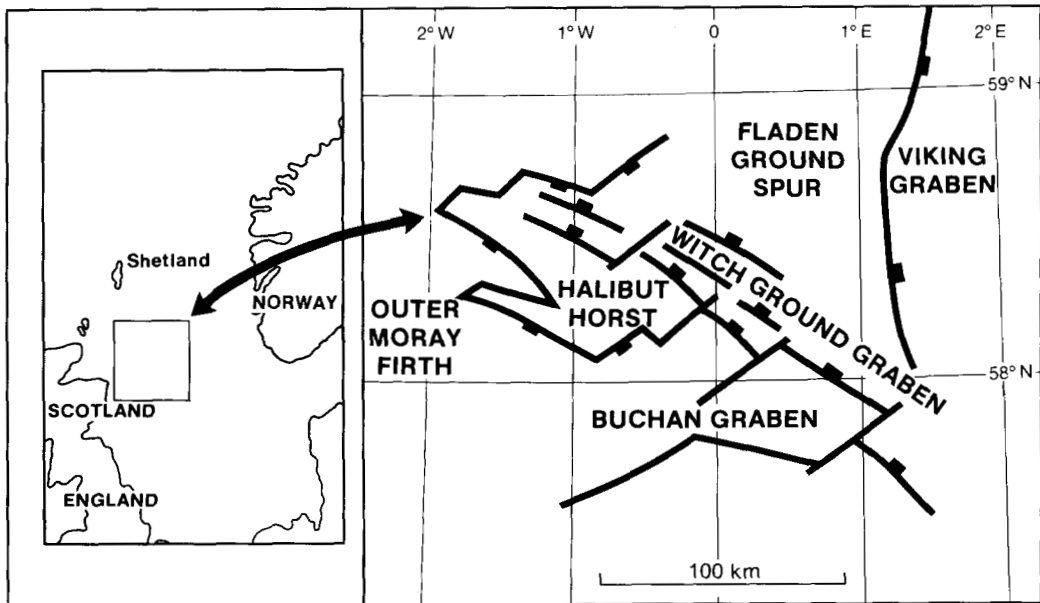 Shetland
NORWAY
SCOTLAND
ENGLAND
2° W
1° W
0
1° E
2° E
59° N
58° N
FLADEN
GROUND
SPUR
VIKING
GRABEN
WITCH GROUND GRABEN
HALIBUT
HORST
OUTER
MORAY
FIRTH
BUCHAN GRABEN
100 km